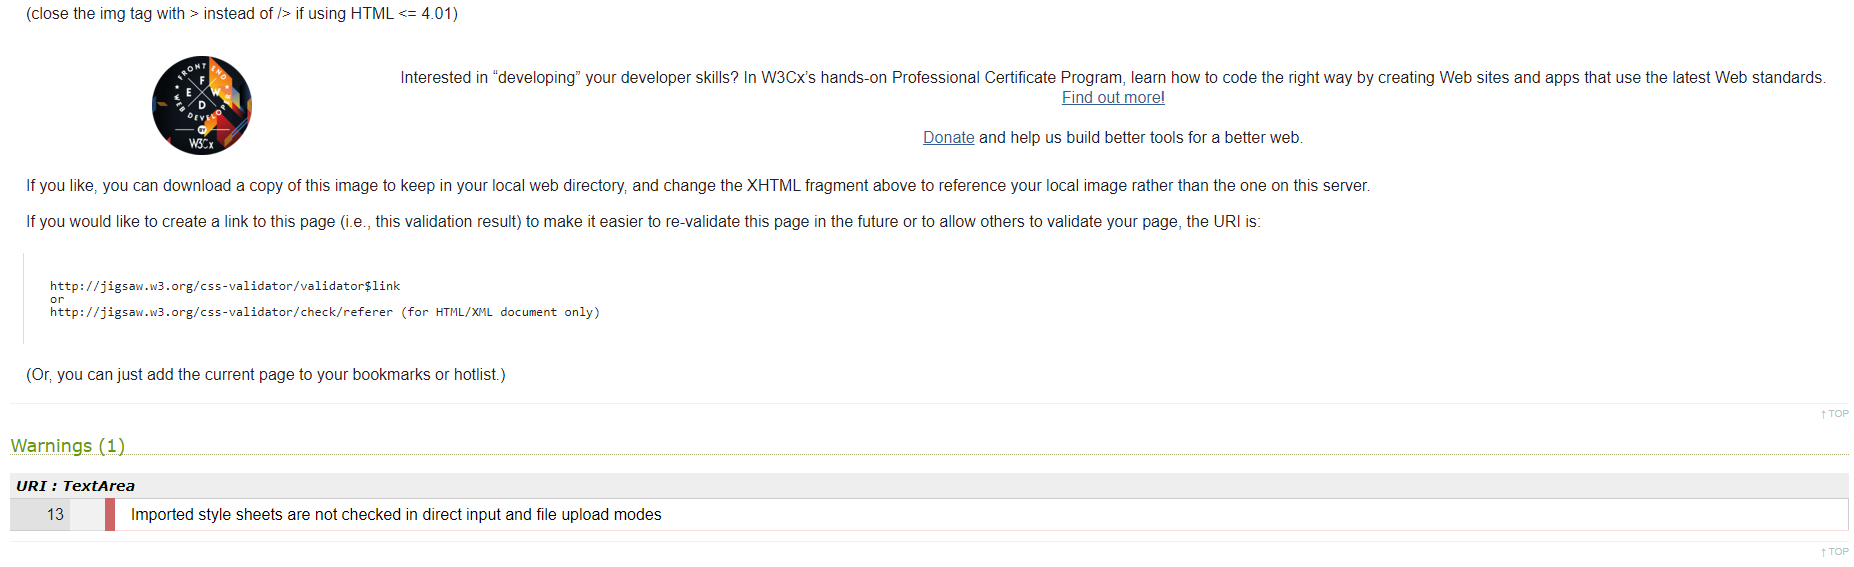 (close the img tag with > instead of /> if using HTML <= 4.01)
FRONT END
F
E W
D
WEB DEVELOPER
BY
W3Cx
Interested in “developing” your developer skills? In W3Cx’s hands-on Professional Certificate Program, learn how to code the right way by creating Web sites and apps that use the latest Web standards.
Find out more!
Donate and help us build better tools for a better web.
If you like, you can download a copy of this image to keep in your local web directory, and change the XHTML fragment above to reference your local image rather than the one on this server.
If you would like to create a link to this page (i.e., this validation result) to make it easier to re-validate this page in the future or to allow others to validate your page, the URI is:
http://jigsaw.w3.org/css-validator/validator$link
or
http://jigsaw.w3.org/css-validator/check/referer (for HTML/XML document only)
(Or, you can just add the current page to your bookmarks or hotlist.)
↑ TOP
Warnings (1)
URI : TextArea
13 Imported style sheets are not checked in direct input and file upload modes
↑ TOP